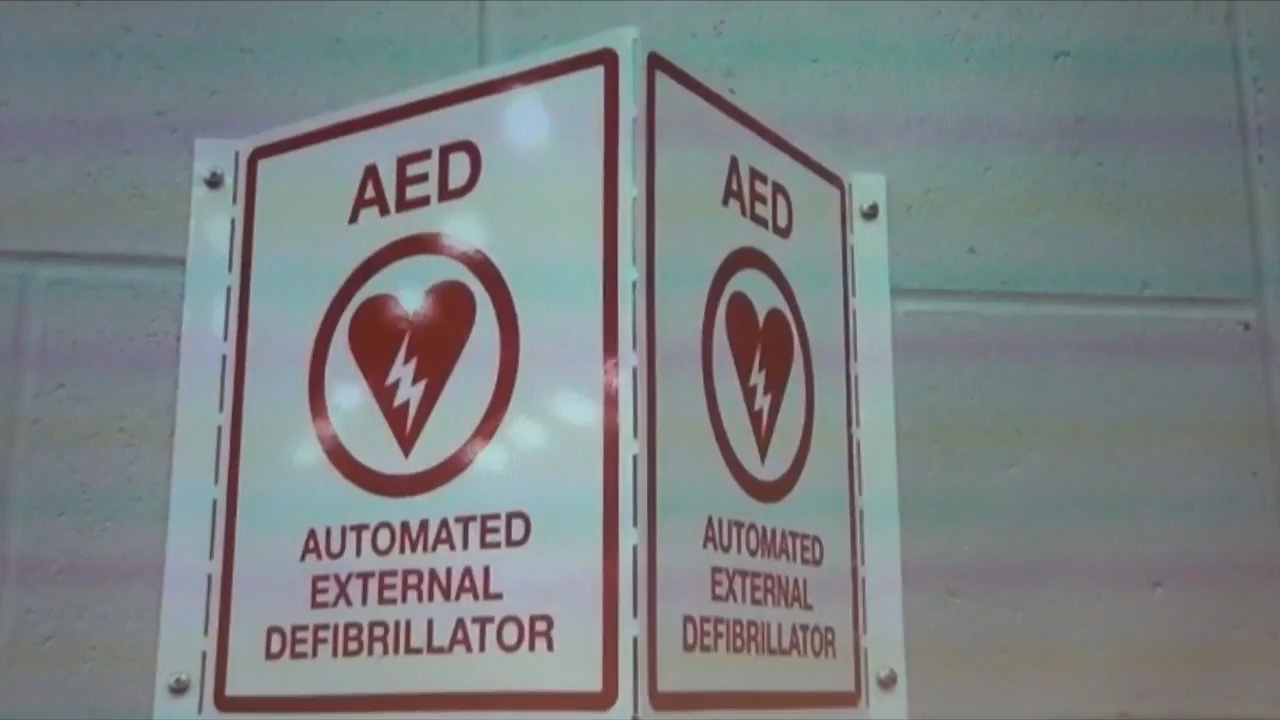 AED
AUTOMATED
EXTERNAL
DEFIBRILLATOR
AED
AUTOMATED
EXTERNAL
DEFIBRILLATOR